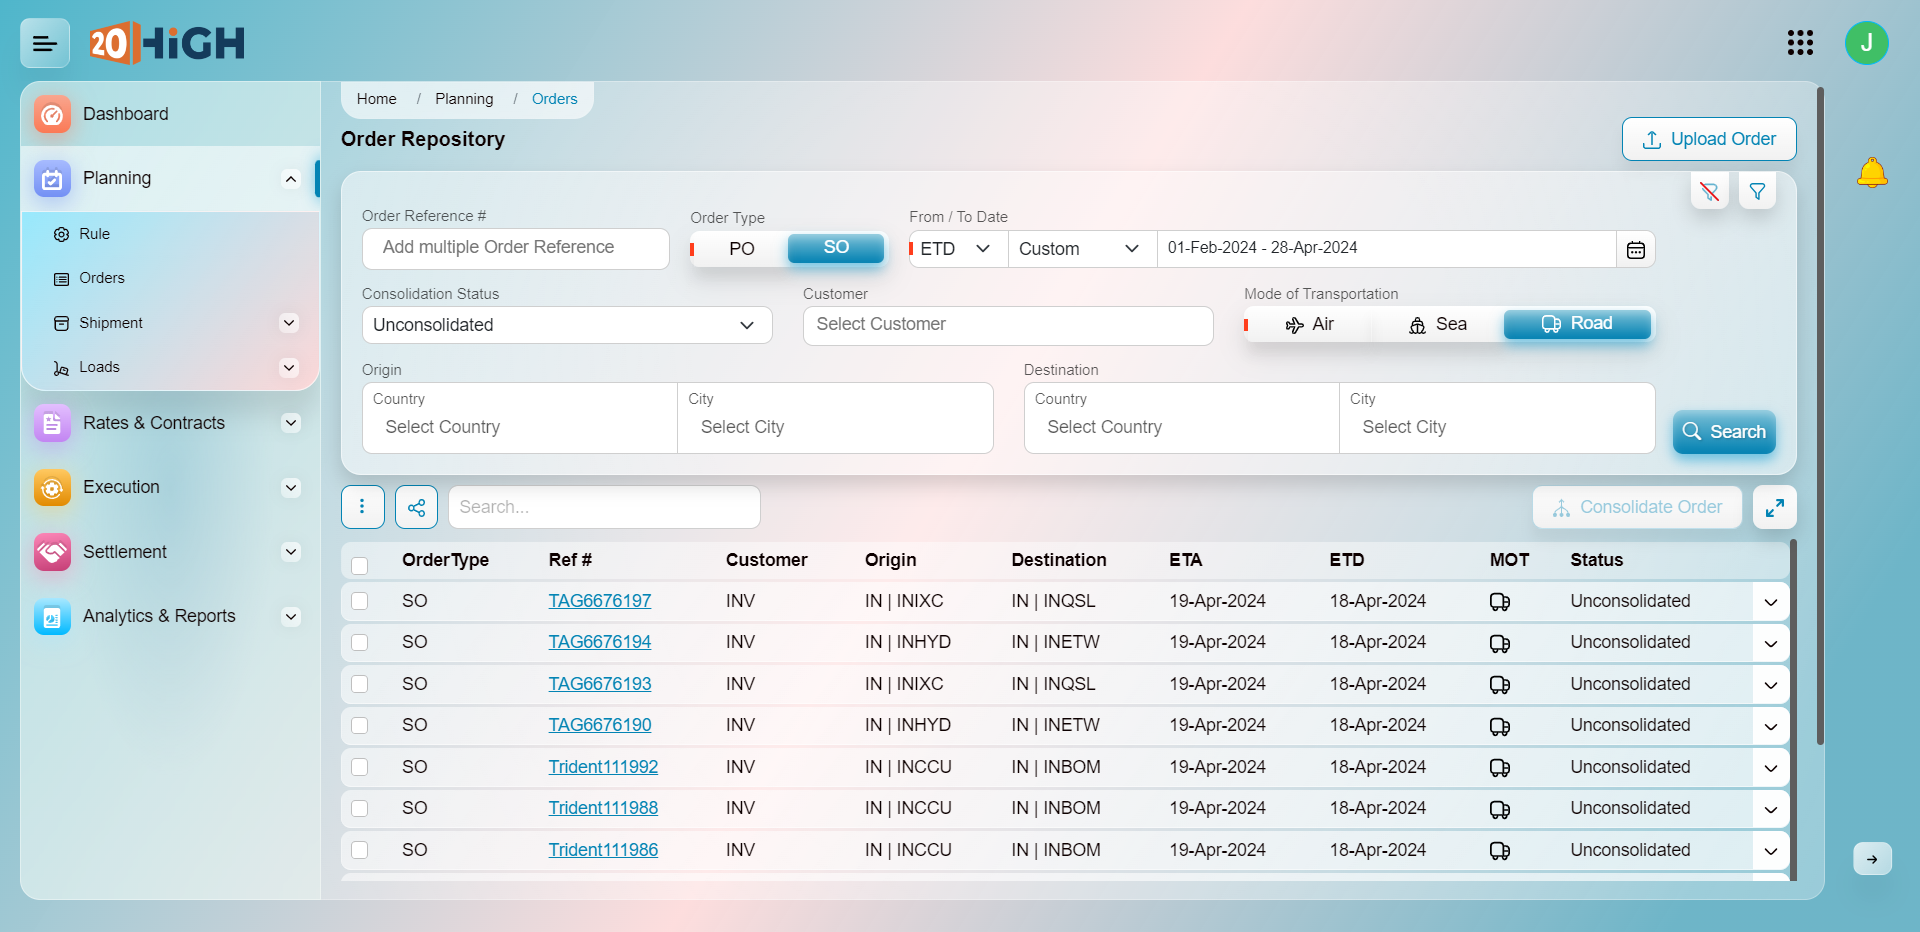 20HiGH
J
Dashboard
Planning
Rule
Orders
Shipment
Loads
Rates & Contracts
Execution
Settlement
Analytics & Reports
Home / Planning / Orders
Order Repository
Upload Order
Order Reference #
Add multiple Order Reference
Order Type
PO SO
From / To Date
ETD Custom 01-Feb-2024 - 28-Apr-2024
Consolidation Status
Unconsolidated
Customer
Select Customer
Mode of Transportation
Air Sea Road
Origin
Country City
Select Country Select City
Destination
Country City
Select Country Select City
Search
Search...
Consolidate Order
OrderType Ref # Customer Origin Destination ETA ETD MOT Status
SO TAG6676197 INV IN | INIXC IN | INQSL 19-Apr-2024 18-Apr-2024 Unconsolidated
SO TAG6676194 INV IN | INHYD IN | INETW 19-Apr-2024 18-Apr-2024 Unconsolidated
SO TAG6676193 INV IN | INIXC IN | INQSL 19-Apr-2024 18-Apr-2024 Unconsolidated
SO TAG6676190 INV IN | INHYD IN | INETW 19-Apr-2024 18-Apr-2024 Unconsolidated
SO Trident111992 INV IN | INCCU IN | INBOM 19-Apr-2024 18-Apr-2024 Unconsolidated
SO Trident111988 INV IN | INCCU IN | INBOM 19-Apr-2024 18-Apr-2024 Unconsolidated
SO Trident111986 INV IN | INCCU IN | INBOM 19-Apr-2024 18-Apr-2024 Unconsolidated